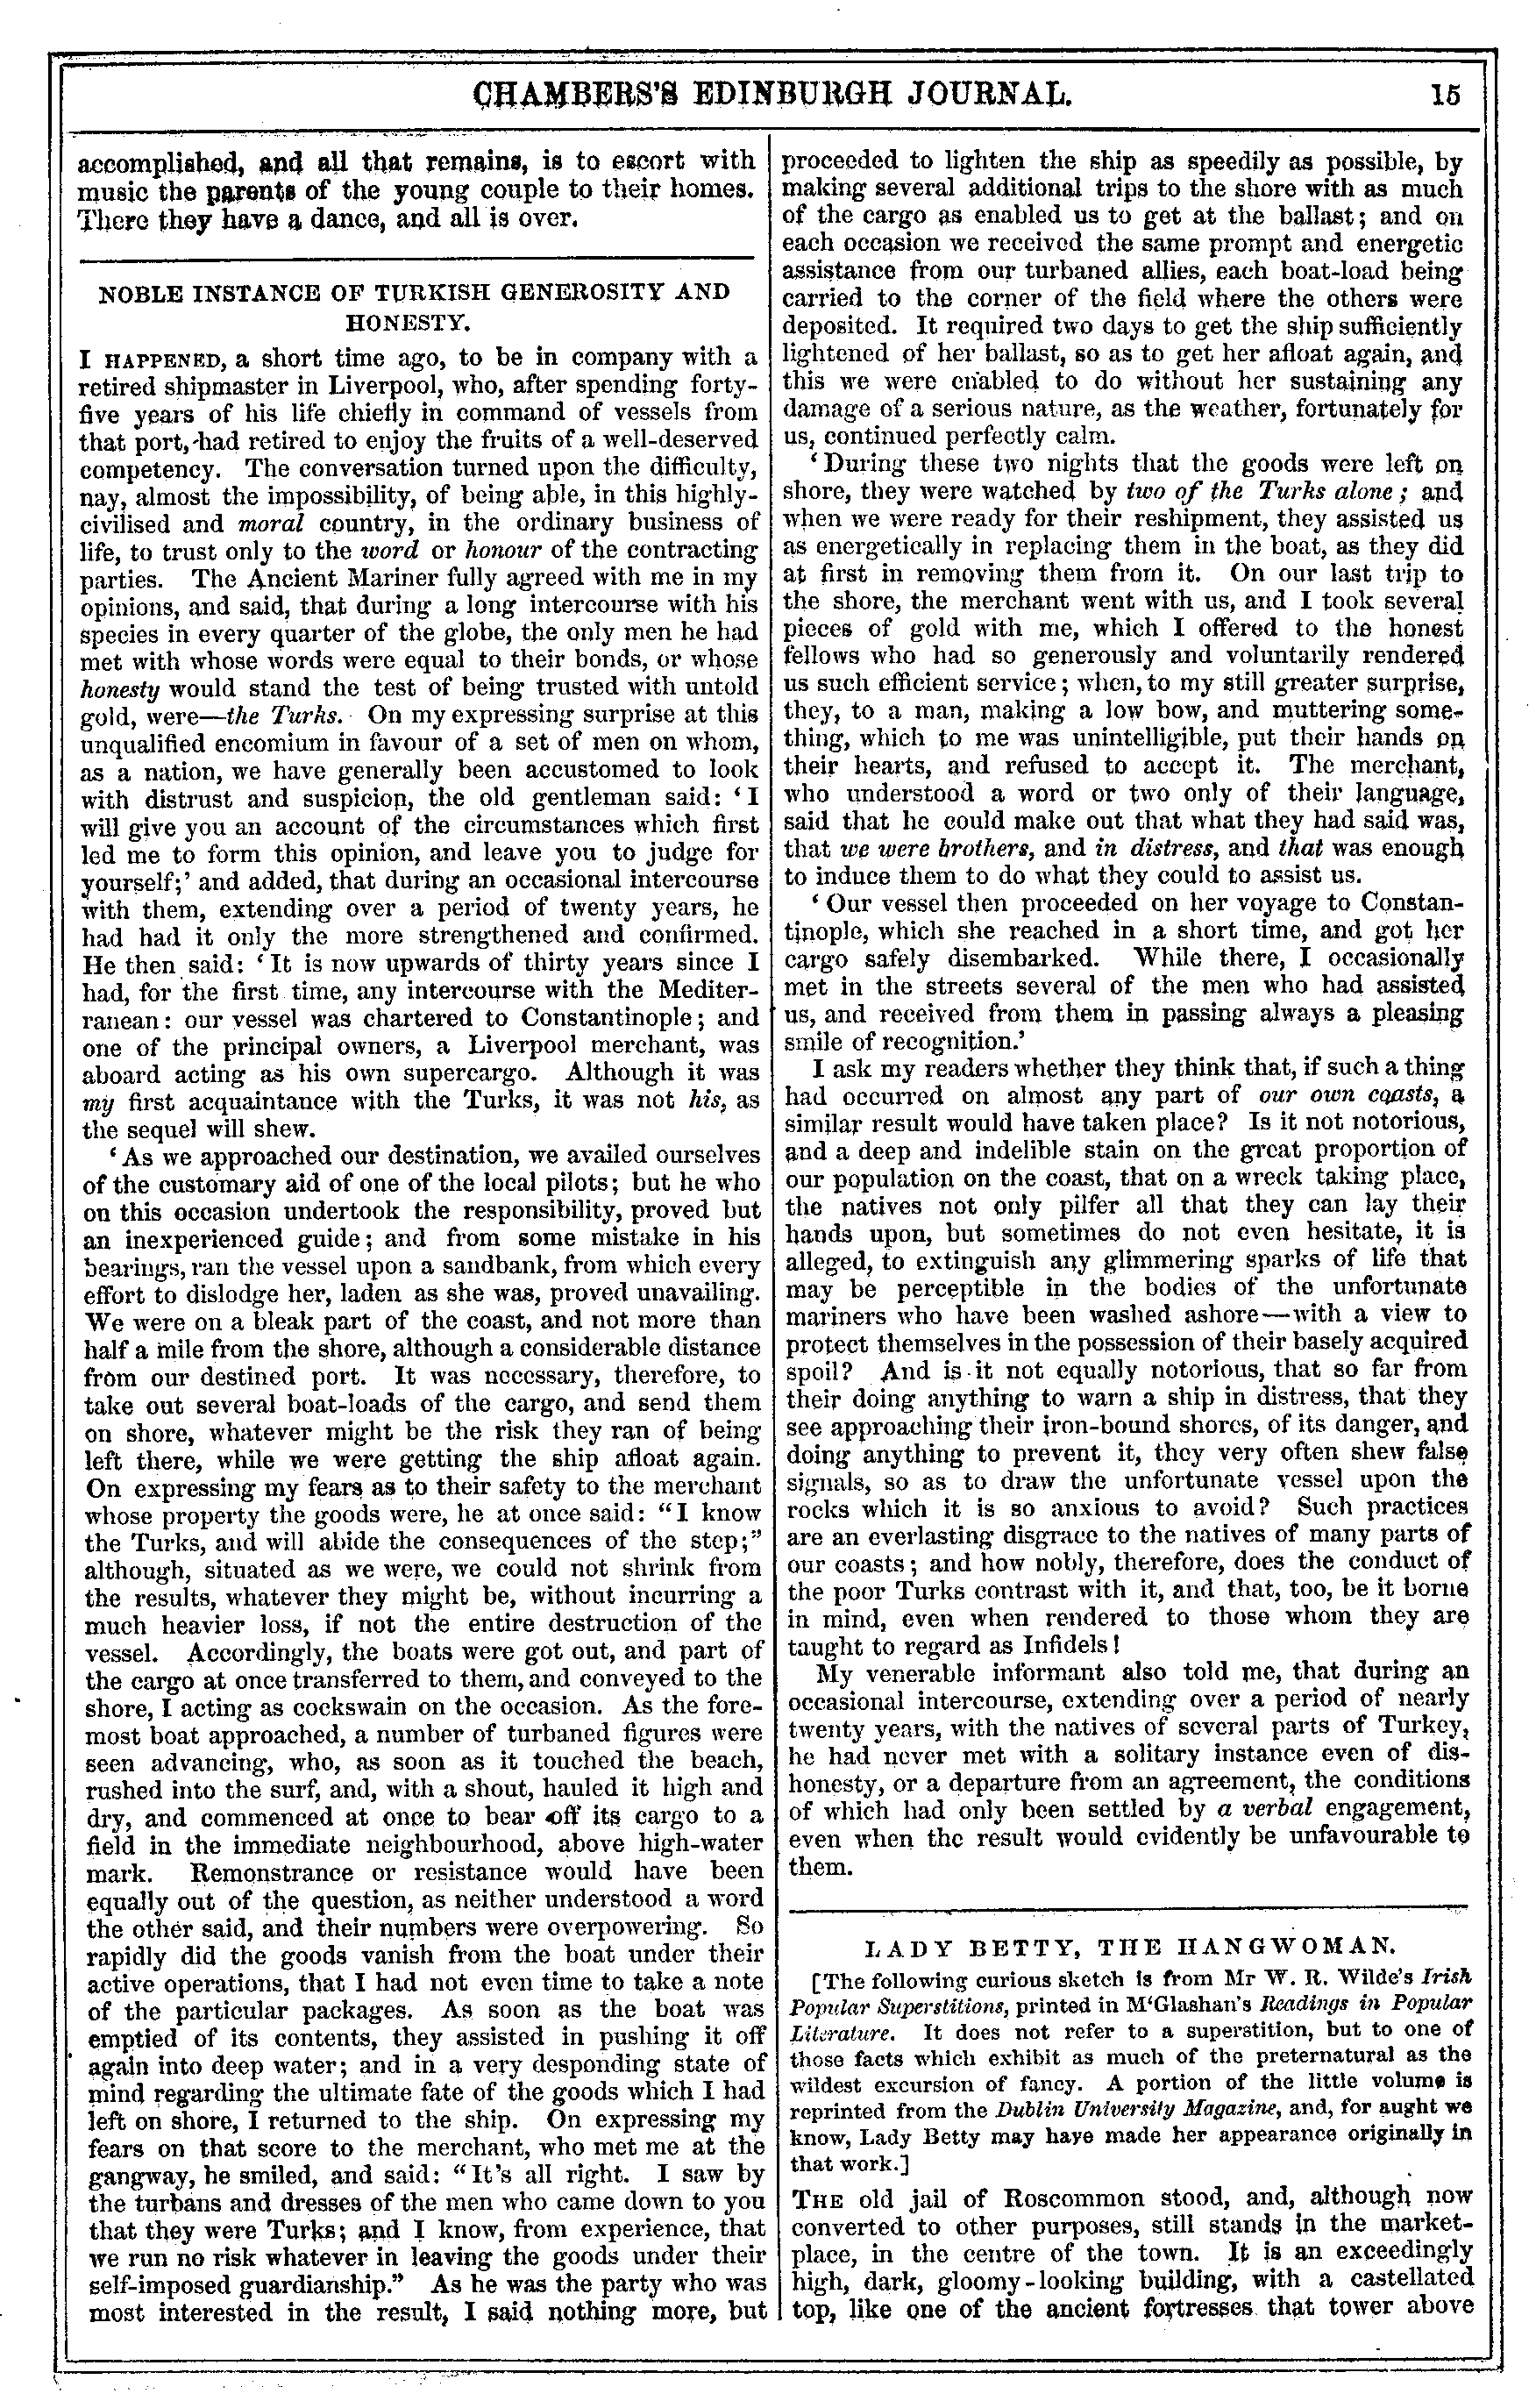 CHAMBERS'S EDINBURGH JOURNAL.
15
accomplished, and all that remains, is to escort with
music the parents of the young couple to their homes.
There they have a dance, and all is over.
NOBLE INSTANCE OF TURKISH GENEROSITY AND
HONESTY.
I HAPPENED, a short time ago, to be in company with a
retired shipmaster in Liverpool, who, after spending forty-
five years of his life chiefly in command of vessels from
that port, had retired to enjoy the fruits of a well-deserved
competency. The conversation turned upon the difficulty,
nay, almost the impossibility, of being able, in this highly-
civilised and moral country, in the ordinary business of
life, to trust only to the word or honour of the contracting
parties. The Ancient Mariner fully agreed with me in my
opinions, and said, that during a long intercourse with his
species in every quarter of the globe, the only men he had
met with whose words were equal to their bonds, or whose
honesty would stand the test of being trusted with untold
gold, were—the Turks. On my expressing surprise at this
unqualified encomium in favour of a set of men on whom,
as a nation, we have generally been accustomed to look
with distrust and suspicion, the old gentleman said: ‘I
will give you an account of the circumstances which first
led me to form this opinion, and leave you to judge for
yourself;’ and added, that during an occasional intercourse
with them, extending over a period of twenty years, he
had had it only the more strengthened and confirmed.
He then said: ‘It is now upwards of thirty years since I
had, for the first time, any intercourse with the Mediter-
ranean: our vessel was chartered to Constantinople; and
one of the principal owners, a Liverpool merchant, was
aboard acting as his own supercargo. Although it was
my first acquaintance with the Turks, it was not his, as
the sequel will shew.
‘As we approached our destination, we availed ourselves
of the customary aid of one of the local pilots; but he who
on this occasion undertook the responsibility, proved but
an inexperienced guide; and from some mistake in his
bearings, ran the vessel upon a sandbank, from which every
effort to dislodge her, laden as she was, proved unavailing.
We were on a bleak part of the coast, and not more than
half a mile from the shore, although a considerable distance
from our destined port. It was necessary, therefore, to
take out several boat-loads of the cargo, and send them
on shore, whatever might be the risk they ran of being
left there, while we were getting the ship afloat again.
On expressing my fears as to their safety to the merchant
whose property the goods were, he at once said: “I know
the Turks, and will abide the consequences of the step;”
although, situated as we were, we could not shrink from
the results, whatever they might be, without incurring a
much heavier loss, if not the entire destruction of the
vessel. Accordingly, the boats were got out, and part of
the cargo at once transferred to them, and conveyed to the
shore, I acting as cockswain on the occasion. As the fore-
most boat approached, a number of turbaned figures were
seen advancing, who, as soon as it touched the beach,
rushed into the surf, and, with a shout, hauled it high and
dry, and commenced at once to bear off its cargo to a
field in the immediate neighbourhood, above high-water
mark. Remonstrance or resistance would have been
equally out of the question, as neither understood a word
the other said, and their numbers were overpowering. So
rapidly did the goods vanish from the boat under their
active operations, that I had not even time to take a note
of the particular packages. As soon as the boat was
emptied of its contents, they assisted in pushing it off
again into deep water; and in a very desponding state of
mind regarding the ultimate fate of the goods which I had
left on shore, I returned to the ship. On expressing my
fears on that score to the merchant, who met me at the
gangway, he smiled, and said: “It's all right. I saw by
the turbans and dresses of the men who came down to you
that they were Turks; and I know, from experience, that
we run no risk whatever in leaving the goods under their
self-imposed guardianship.” As he was the party who was
most interested in the result, I said nothing more, but
proceeded to lighten the ship as speedily as possible, by
making several additional trips to the shore with as much
of the cargo as enabled us to get at the ballast; and on
each occasion we received the same prompt and energetic
assistance from our turbaned allies, each boat-load being
carried to the corner of the field where the others were
deposited. It required two days to get the ship sufficiently
lightened of her ballast, so as to get her afloat again, and
this we were enabled to do without her sustaining any
damage of a serious nature, as the weather, fortunately for
us, continued perfectly calm.
‘During these two nights that the goods were left on
shore, they were watched by two of the Turks alone; and
when we were ready for their reshipment, they assisted us
as energetically in replacing them in the boat, as they did
at first in removing them from it. On our last trip to
the shore, the merchant went with us, and I took several
pieces of gold with me, which I offered to the honest
fellows who had so generously and voluntarily rendered
us such efficient service; when, to my still greater surprise,
they, to a man, making a low bow, and muttering some-
thing, which to me was unintelligible, put their hands on
their hearts, and refused to accept it. The merchant,
who understood a word or two only of their language,
said that he could make out that what they had said was,
that we were brothers, and in distress, and that was enough
to induce them to do what they could to assist us.
‘Our vessel then proceeded on her voyage to Constan-
tinople, which she reached in a short time, and got her
cargo safely disembarked. While there, I occasionally
met in the streets several of the men who had assisted
us, and received from them in passing always a pleasing
smile of recognition.’
I ask my readers whether they think that, if such a thing
had occurred on almost any part of our own coasts, a
similar result would have taken place? Is it not notorious,
and a deep and indelible stain on the great proportion of
our population on the coast, that on a wreck taking place,
the natives not only pilfer all that they can lay their
hands upon, but sometimes do not even hesitate, it is
alleged, to extinguish any glimmering sparks of life that
may be perceptible in the bodies of the unfortunate
mariners who have been washed ashore—with a view to
protect themselves in the possession of their basely acquired
spoil? And is it not equally notorious, that so far from
their doing anything to warn a ship in distress, that they
see approaching their iron-bound shores, of its danger, and
doing anything to prevent it, they very often shew false
signals, so as to draw the unfortunate vessel upon the
rocks which it is so anxious to avoid? Such practices
are an everlasting disgrace to the natives of many parts of
our coasts; and how nobly, therefore, does the conduct of
the poor Turks contrast with it, and that, too, be it borne
in mind, even when rendered to those whom they are
taught to regard as Infidels!
My venerable informant also told me, that during an
occasional intercourse, extending over a period of nearly
twenty years, with the natives of several parts of Turkey,
he had never met with a solitary instance even of dis-
honesty, or a departure from an agreement, the conditions
of which had only been settled by a verbal engagement,
even when the result would evidently be unfavourable to
them.
LADY BETTY, THE HANGWOMAN.
[The following curious sketch is from Mr W. R. Wilde's Irish
Popular Superstitions, printed in M‘Glashan's Readings in Popular
Literature. It does not refer to a superstition, but to one of
those facts which exhibit as much of the preternatural as the
wildest excursion of fancy. A portion of the little volume is
reprinted from the Dublin University Magazine, and, for aught we
know, Lady Betty may have made her appearance originally in
that work.]
THE old jail of Roscommon stood, and, although now
converted to other purposes, still stands in the market-
place, in the centre of the town. It is an exceedingly
high, dark, gloomy-looking building, with a castellated
top, like one of the ancient fortresses that tower above